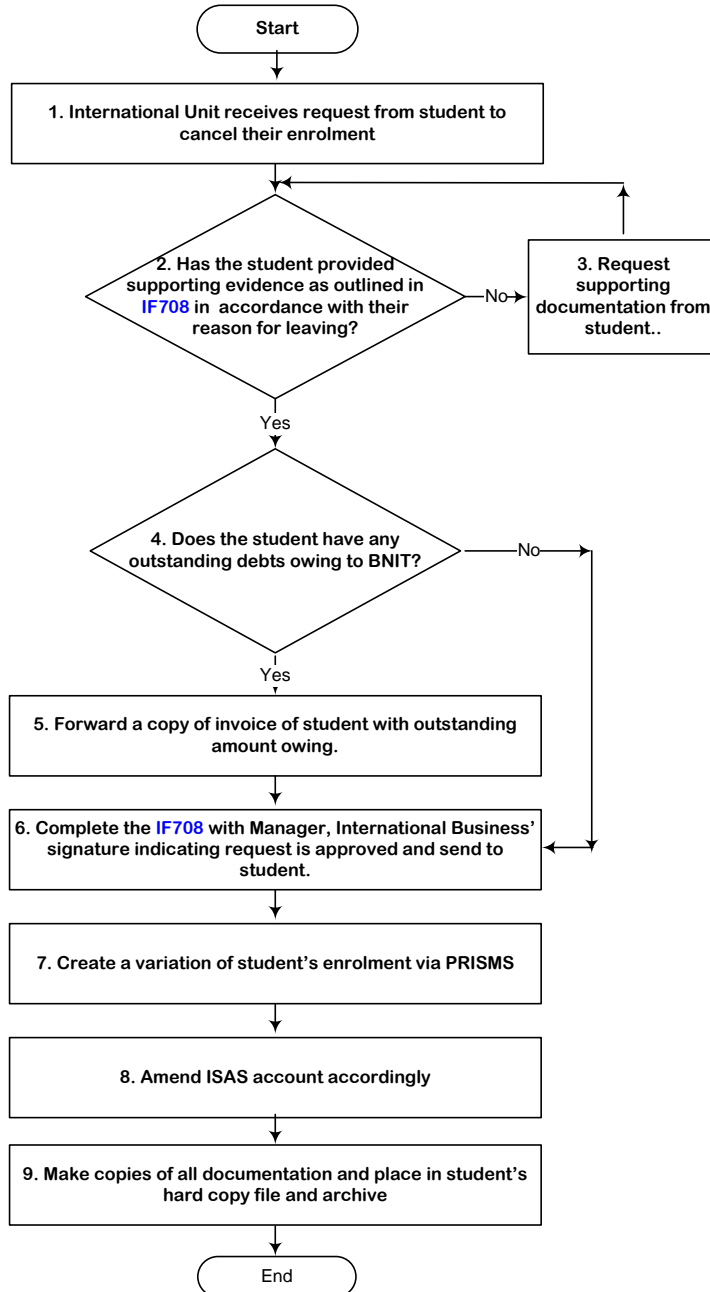 Start
1. International Unit receives request from student to
cancel their enrolment
2. Has the student provided
supporting evidence as outlined in
IF708 in accordance with their
reason for leaving?
No
3. Request
supporting
documentation from
student..
Yes
4. Does the student have any
outstanding debts owing to BNIT?
No
Yes
5. Forward a copy of invoice of student with outstanding
amount owing.
6. Complete the IF708 with Manager, International Business’
signature indicating request is approved and send to
student.
7. Create a variation of student’s enrolment via PRISMS
8. Amend ISAS account accordingly
9. Make copies of all documentation and place in student’s
hard copy file and archive
End